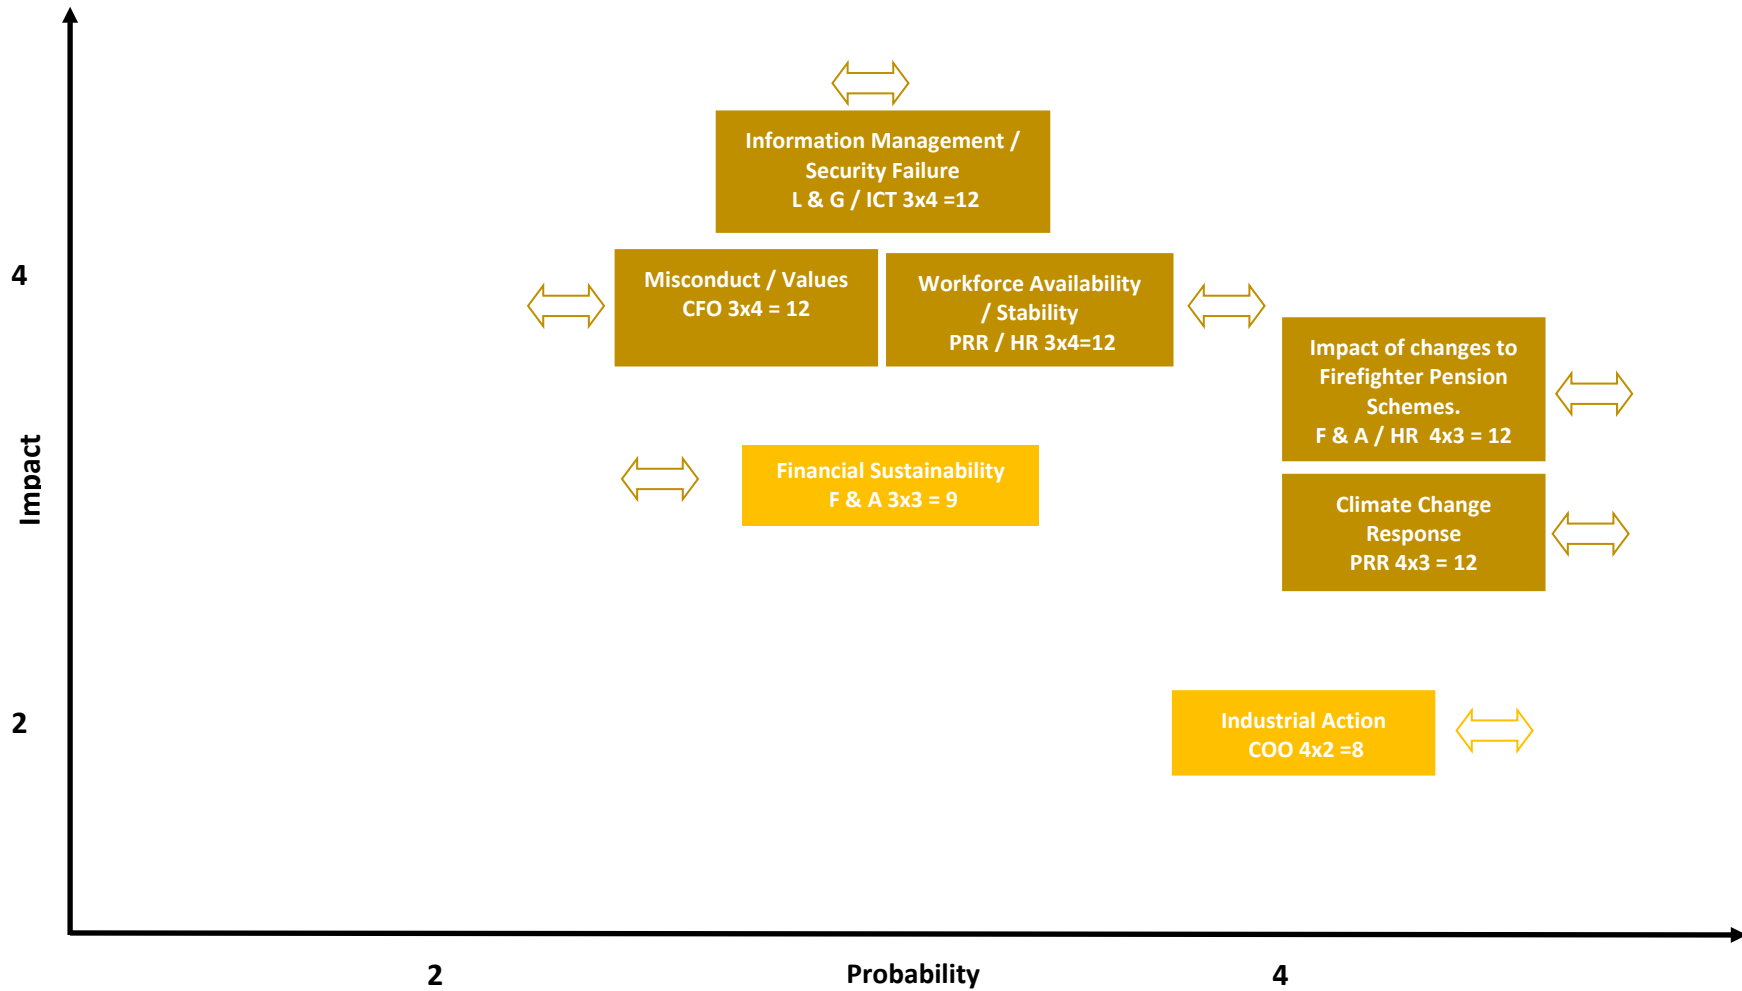 Information Management /
Security Failure
L & G / ICT 3x4 =12
4
Misconduct / Values
CFO 3x4 = 12
Workforce Availability
/ Stability
PRR / HR 3x4=12
Impact of changes to
Firefighter Pension
Schemes.
F & A / HR 4x3 = 12
Impact
Financial Sustainability
F & A 3x3 = 9
Climate Change
Response
PRR 4x3 = 12
2
Industrial Action
COO 4x2 =8
2
Probability
4